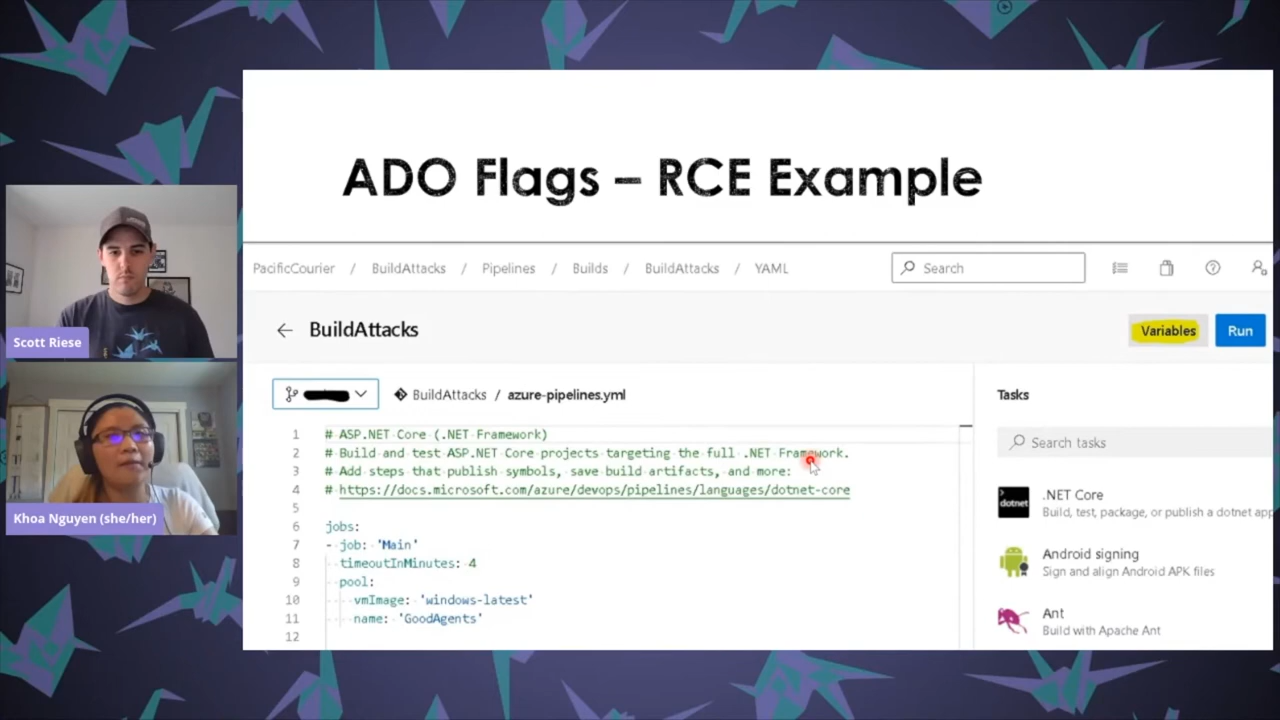 ADO Flags – RCE Example
PacificCourier / BuildAttacks / Pipelines / Builds / BuildAttacks / YAML
Search
BuildAttacks
Variables
Run
BuildAttacks / azure-pipelines.yml
Tasks
Search tasks
1 # ASP.NET Core (.NET Framework)
2 # Build and test ASP.NET Core projects targeting the full .NET Framework.
3 # Add steps that publish symbols, save build artifacts, and more:
4 # https://docs.microsoft.com/azure/devops/pipelines/languages/dotnet-core
5
6 jobs:
7 - job: 'Main'
8 timeoutInMinutes: 4
9 pool:
10 vmImage: 'windows-latest'
11 name: 'GoodAgents'
12
dotnet
.NET Core
Build, test, package, or publish a dotnet app
Android signing
Sign and align Android APK files
Ant
Build with Apache Ant
Scott Riese
Khoa Nguyen (she/her)